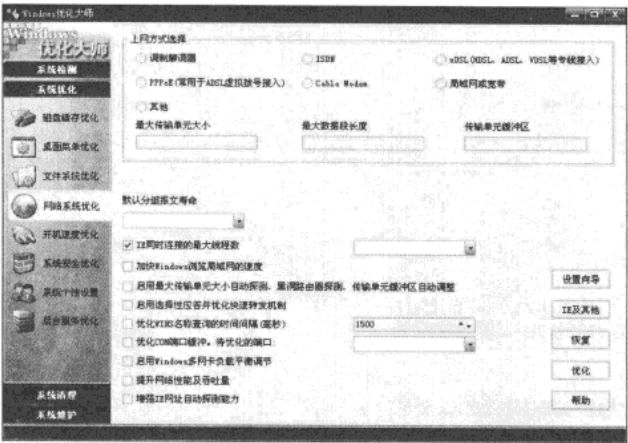 Windows优化大师
Windows
优化大师
系统检测
系统优化
磁盘缓存优化
桌面菜单优化
文件系统优化
网络系统优化
开机速度优化
系统安全优化
系统个性设置
后台服务优化
系统清理
系统维护
上网方式选择
调制解调器
ISDN
xDSL(XDSL、ADSL、VDSL等专线接入)
PPPoE(常用于ADSL虚拟拨号接入)
Cable Modem
局域网或宽带
其他
最大传输单元大小
最大数据段长度
传输单元缓冲区
默认分组报文寿命
IE同时连接的最大线程数
加快Windows浏览局域网的速度
启用最大传输单元大小自动探测、黑洞路由器探测、传输单元缓冲区自动调整
启用选择性应答并优化快速转发机制
优化WINS名称查询的时间间隔(毫秒)
1500
优化COM端口缓冲,待优化的端口:
启用Windows多网卡负载平衡调节
提升网络性能及吞吐量
增强IE网址自动探测能力
设置向导
IE及其他
恢复
优化
帮助